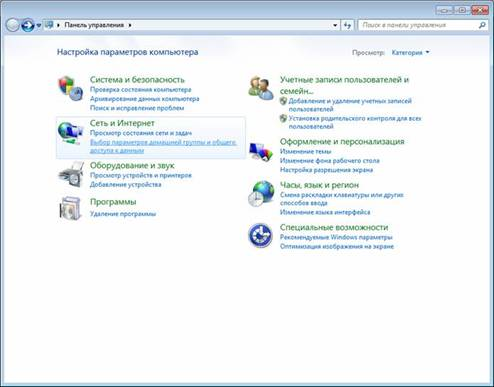 Панель управления
Поиск в панели управления
Настройка параметров компьютера
Просмотр: Категория
Система и безопасность
Проверка состояния компьютера
Архивирование данных компьютера
Поиск и исправление проблем
Сеть и Интернет
Просмотр состояния сети и задач
Выбор параметров домашней группы и общего
доступа к данным
Оборудование и звук
Просмотр устройств и принтеров
Добавление устройства
Программы
Удаление программы
Учетные записи пользователей и
семейн...
Добавление и удаление учетных записей
пользователей
Установка родительского контроля для всех
пользователей
Оформление и персонализация
Изменение темы
Изменение фона рабочего стола
Настройка разрешения экрана
Часы, язык и регион
Смена раскладки клавиатуры или других
способов ввода
Изменение языка интерфейса
Специальные возможности
Рекомендуемые Windows параметры
Оптимизация изображения на экране